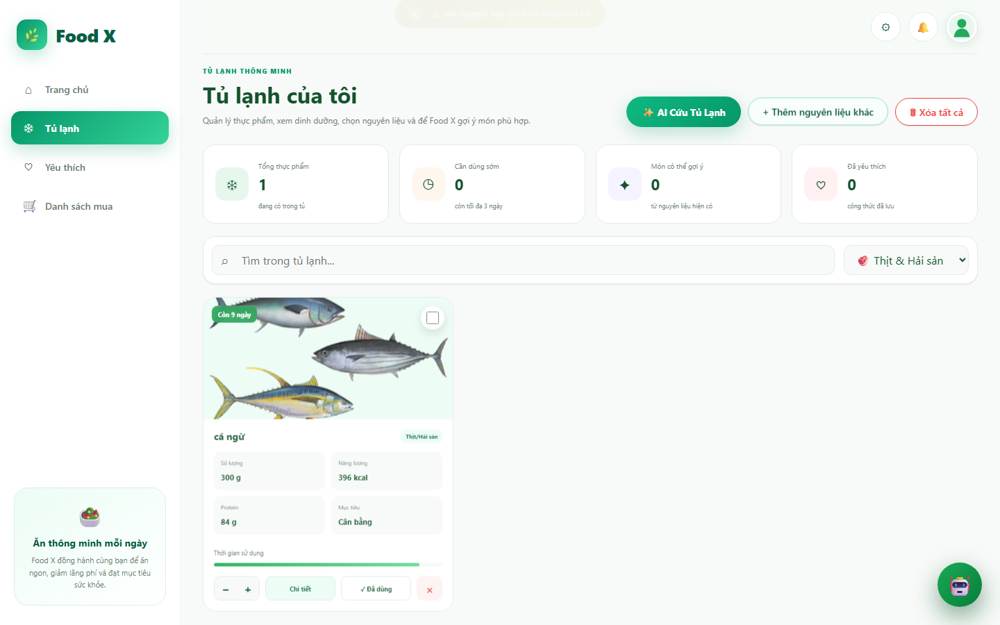 Food X
Trang chủ
Tủ lạnh
Yêu thích
Danh sách mua
Ăn thông minh mỗi ngày
Food X đồng hành cùng bạn để ăn
ngon, giảm lãng phí và đạt mục tiêu
sức khỏe.
Tên nguyên liệu chỉ được chứa chữ cái.
TỦ LẠNH THÔNG MINH
Tủ lạnh của tôi
Quản lý thực phẩm, xem dinh dưỡng, chọn nguyên liệu và để Food X gợi ý món phù hợp.
✨ AI Cứu Tủ Lạnh
+ Thêm nguyên liệu khác
Xóa tất cả
Tổng thực phẩm
1
đang có trong tủ
Cần dùng sớm
0
còn tối đa 3 ngày
Món có thể gợi ý
0
từ nguyên liệu hiện có
Đã yêu thích
0
công thức đã lưu
Tìm trong tủ lạnh...
Thịt & Hải sản
Còn 9 ngày
cá ngừ
Thịt/Hải sản
Số lượng
300 g
Năng lượng
396 kcal
Protein
84 g
Mục tiêu
Cân bằng
Thời gian sử dụng
− +
Chi tiết
✓ Đã dùng
×